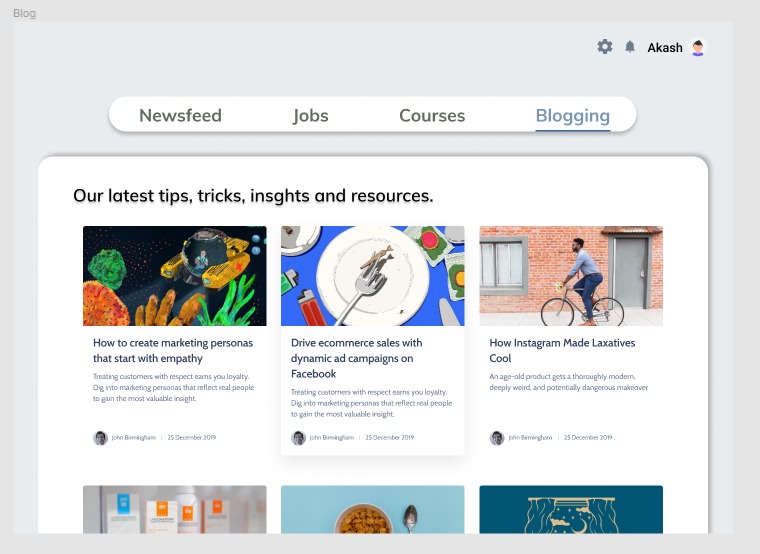 Blog
Akash
Newsfeed Jobs Courses Blogging
Our latest tips, tricks, insghts and resources.
How to create marketing personas
that start with empathy
Treating customers with respect earns you loyalty.
Dig into marketing personas that reflect real people
to gain the most valuable insight.
John Birmingham | 25 December 2019
Drive ecommerce sales with
dynamic ad campaigns on
Facebook
Treating customers with respect earns you loyalty.
Dig into marketing personas that reflect real people
to gain the most valuable insight.
John Birmingham | 25 December 2019
How Instagram Made Laxatives
Cool
An age-old product gets a thoroughly modern,
deeply weird, and potentially dangerous makeover
John Birmingham | 25 December 2019